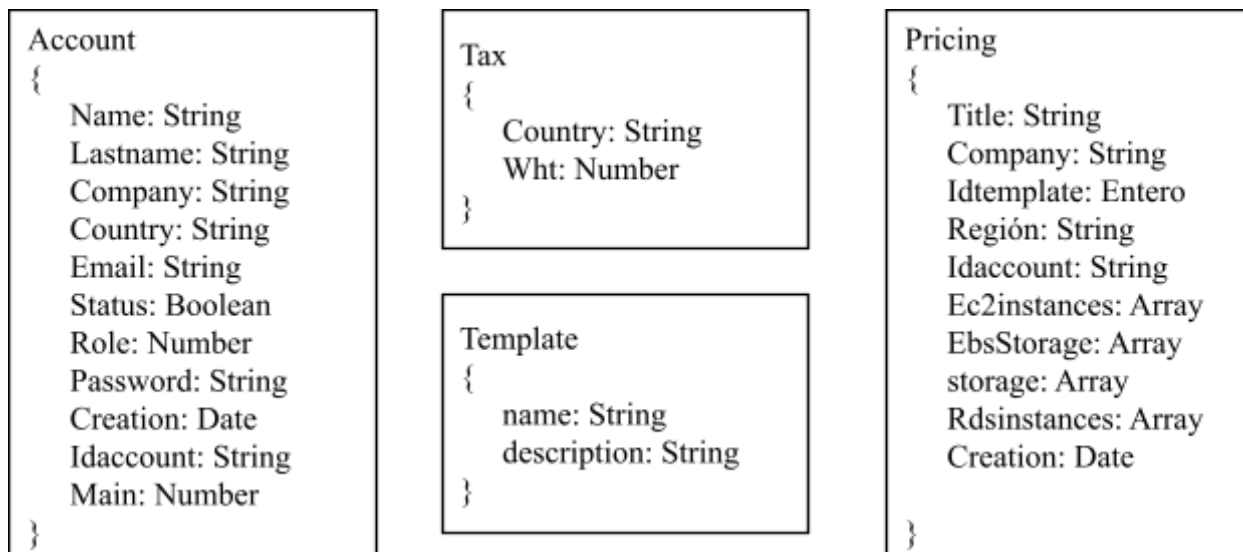 Account
{
Name: String
Lastname: String
Company: String
Country: String
Email: String
Status: Boolean
Role: Number
Password: String
Creation: Date
Idaccount: String
Main: Number
}
Tax
{
Country: String
Wht: Number
}
Template
{
name: String
description: String
}
Pricing
{
Title: String
Company: String
Idtemplate: Entero
Región: String
Idaccount: String
Ec2instances: Array
EbsStorage: Array
storage: Array
Rdsinstances: Array
Creation: Date
}